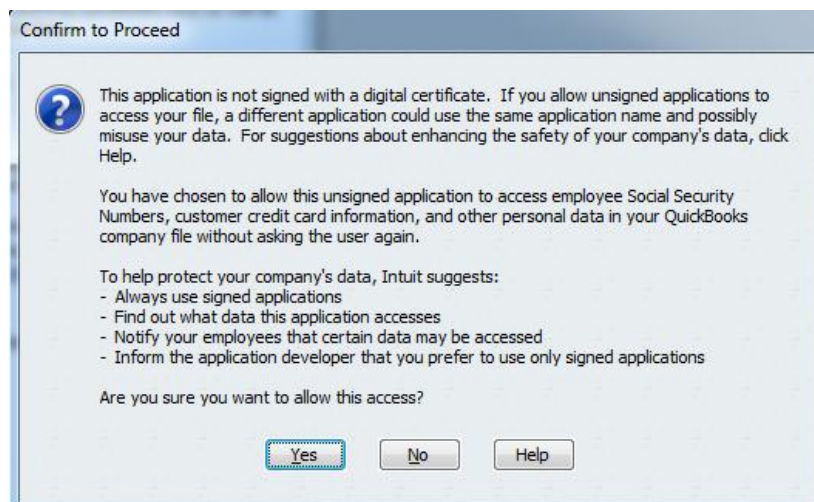 Confirm to Proceed
This application is not signed with a digital certificate. If you allow unsigned applications to
access your file, a different application could use the same application name and possibly
misuse your data. For suggestions about enhancing the safety of your company's data, click
Help.
You have chosen to allow this unsigned application to access employee Social Security
Numbers, customer credit card information, and other personal data in your QuickBooks
company file without asking the user again.
To help protect your company's data, Intuit suggests:
- Always use signed applications
- Find out what data this application accesses
- Notify your employees that certain data may be accessed
- Inform the application developer that you prefer to use only signed applications
Are you sure you want to allow this access?
Yes No Help